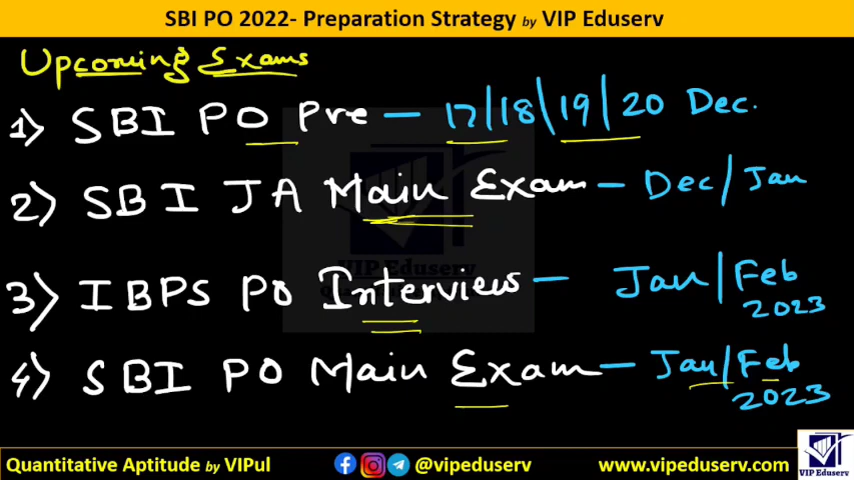 SBI PO 2022- Preparation Strategy by VIP Eduserv
Upcoming Exams
1) SBI PO Pre - 17/18/19/20 Dec.
2) SBI JA Main Exam - Dec/Jan
3) IBPS PO Interview - Jan/Feb 2023
4) SBI PO Main Exam - Jan/Feb 2023
VIP Eduserv
Quantitative Aptitude by VIPul
@vipeduserv
www.vipeduserv.com
VIP Eduserv